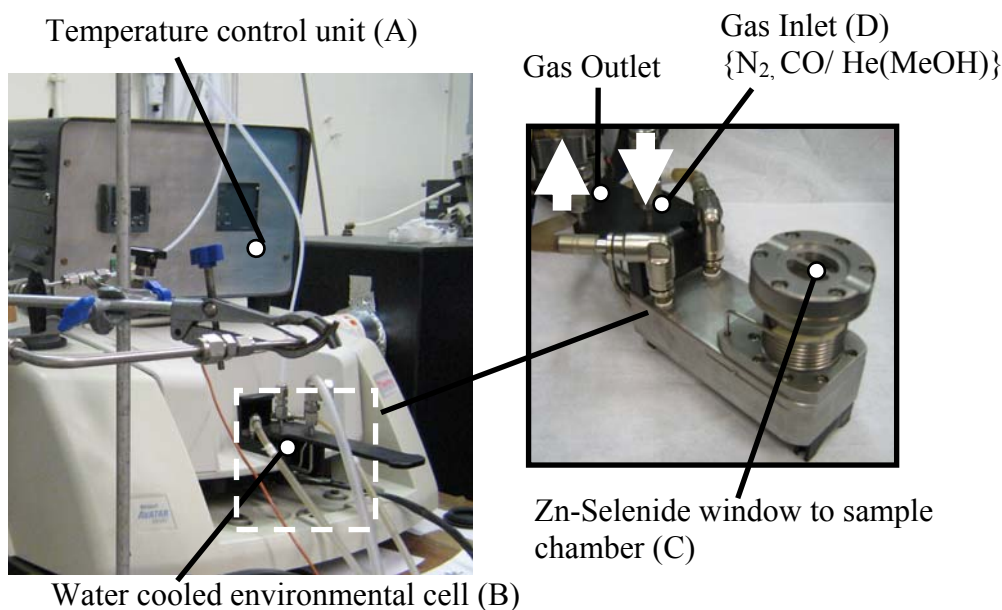 Temperature control unit (A)
Gas Inlet (D)
{N₂, CO/ He(MeOH)}
Gas Outlet
AVATAR
Zn-Selenide window to sample
chamber (C)
Water cooled environmental cell (B)